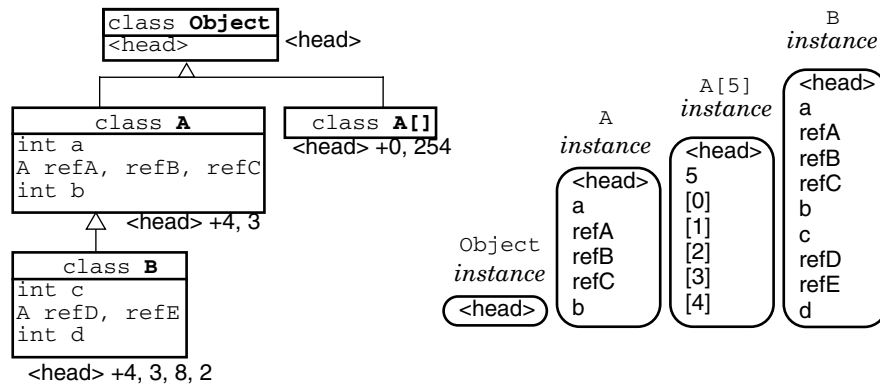 class Object
<head>
<head>
class A
int a
A refA, refB, refC
int b
<head> +4, 3
class A[]
<head> +0, 254
class B
int c
A refD, refE
int d
<head> +4, 3, 8, 2
Object
instance
<head>
A
instance
<head>
a
refA
refB
refC
b
A[5]
instance
<head>
5
[0]
[1]
[2]
[3]
[4]
B
instance
<head>
a
refA
refB
refC
b
c
refD
refE
d